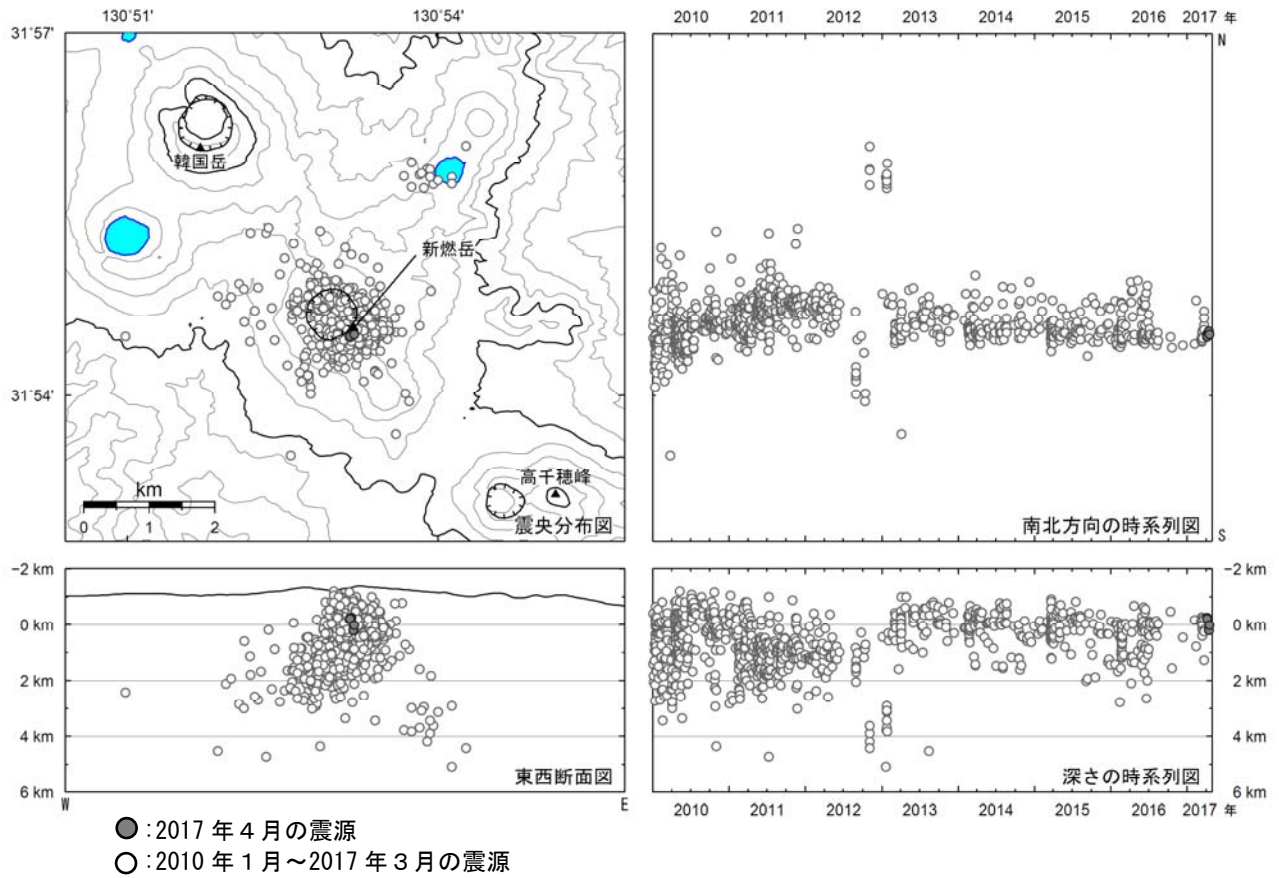 130°51' 130°54'
31°57'
韓国岳
新燃岳
31°54'
高千穂峰
km
0 1 2
震央分布図
2010 2011 2012 2013 2014 2015 2016 2017 年
N
南北方向の時系列図
S
-2 km
0 km
2 km
4 km
6 km
W E
東西断面図
-2 km
0 km
2 km
4 km
6 km
深さの時系列図
2010 2011 2012 2013 2014 2015 2016 2017 年
:2017 年４月の震源
:2010 年１月～2017 年３月の震源